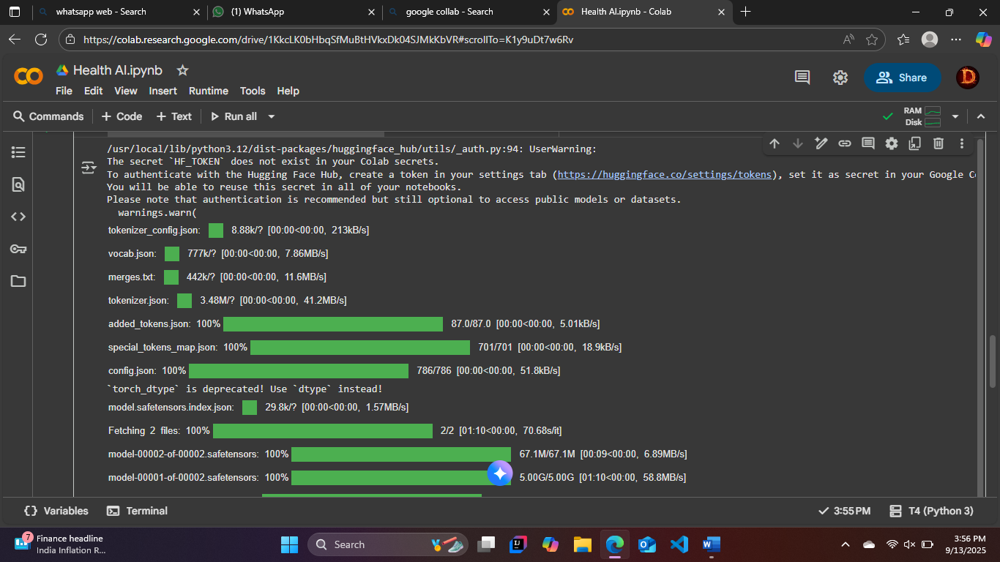 whatsapp web - Search
(1) WhatsApp
google collab - Search
Health AI.ipynb - Colab
https://colab.research.google.com/drive/1KkcLK0bHbqSfMuBtHVkxDk04SJMkKbVR#scrollTo=K1y9uDt7w6Rv
Health AI.ipynb
Share
File Edit View Insert Runtime Tools Help
Commands + Code + Text Run all
RAM
Disk
/usr/local/lib/python3.12/dist-packages/huggingface_hub/utils/_auth.py:94: UserWarning:
The secret `HF_TOKEN` does not exist in your Colab secrets.
To authenticate with the Hugging Face Hub, create a token in your settings tab (https://huggingface.co/settings/tokens), set it as secret in your Google Co
You will be able to reuse this secret in all of your notebooks.
Please note that authentication is recommended but still optional to access public models or datasets.
warnings.warn(
tokenizer_config.json: 8.88k/? [00:00<00:00, 213kB/s]
vocab.json: 777k/? [00:00<00:00, 7.86MB/s]
merges.txt: 442k/? [00:00<00:00, 11.6MB/s]
tokenizer.json: 3.48M/? [00:00<00:00, 41.2MB/s]
added_tokens.json: 100% 87.0/87.0 [00:00<00:00, 5.01kB/s]
special_tokens_map.json: 100% 701/701 [00:00<00:00, 18.9kB/s]
config.json: 100% 786/786 [00:00<00:00, 51.8kB/s]
`torch_dtype` is deprecated! Use `dtype` instead!
model.safetensors.index.json: 29.8k/? [00:00<00:00, 1.57MB/s]
Fetching 2 files: 100% 2/2 [01:10<00:00, 70.68s/it]
model-00002-of-00002.safetensors: 100% 67.1M/67.1M [00:09<00:00, 6.89MB/s]
model-00001-of-00002.safetensors: 100% 5.00G/5.00G [01:10<00:00, 58.8MB/s]
{} Variables Terminal 3:55 PM T4 (Python 3)
7
Finance headline
India Inflation R...
Search
3:56 PM
9/13/2025